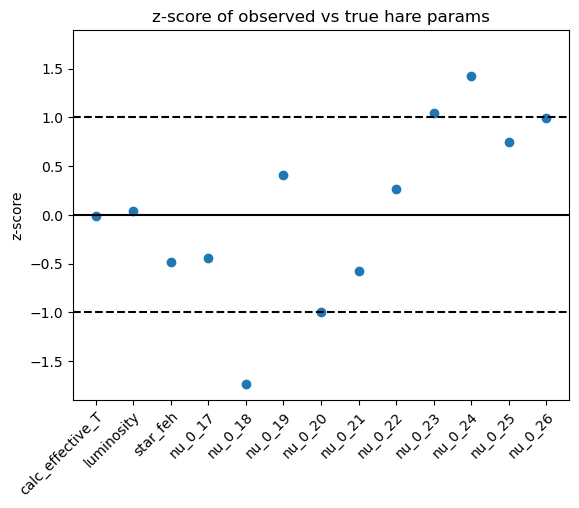 z-score of observed vs true hare params
z-score
1.5
1.0
0.5
0.0
−0.5
−1.0
−1.5
calc_effective_T
luminosity
star_feh
nu_0_17
nu_0_18
nu_0_19
nu_0_20
nu_0_21
nu_0_22
nu_0_23
nu_0_24
nu_0_25
nu_0_26